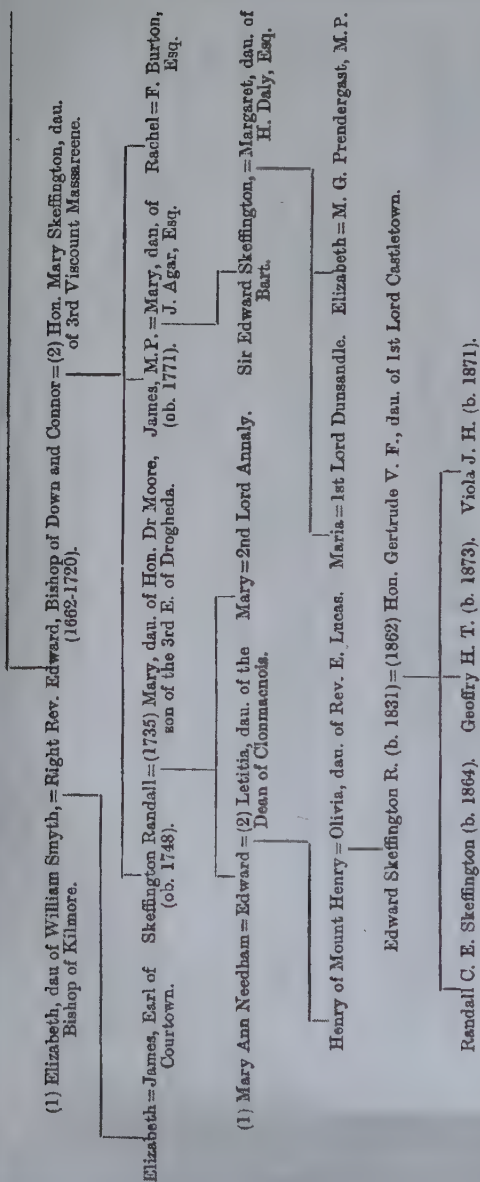 (1) Elizabeth, dau of William Smyth, = Right Rev. Edward, Bishop of Down and Connor = (2) Hon. Mary Skeffington, dau.
Bishop of Kilmore. (1662-1720). of 3rd Viscount Massareene.
Elizabeth = James, Earl of Skeffington Randall = (1735) Mary, dau. of Hon. Dr Moore, James, M.P. = Mary, dau. of Rachel = F. Burton,
Courtown. (ob. 1748). son of the 3rd E. of Drogheda. (ob. 1771). J. Agar, Esq. Esq.
(1) Mary Ann Needham = Edward = (2) Letitia, dau. of the Mary = 2nd Lord Annaly. Sir Edward Skeffington, = Margaret, dau. of
Dean of Clonmacnois. Bart. H. Daly, Esq.
Henry of Mount Henry = Olivia, dau. of Rev. E. Lucas. Maria = 1st Lord Dunsandle. Elizabeth = M. G. Prendergast, M.P.
Edward Skeffington R. (b. 1831) = (1862) Hon. Gertrude V. F., dau. of 1st Lord Castletown.
Randall C. E. Skeffington (b. 1864). Geoffry H. T. (b. 1873). Viola J. H. (b. 1871).